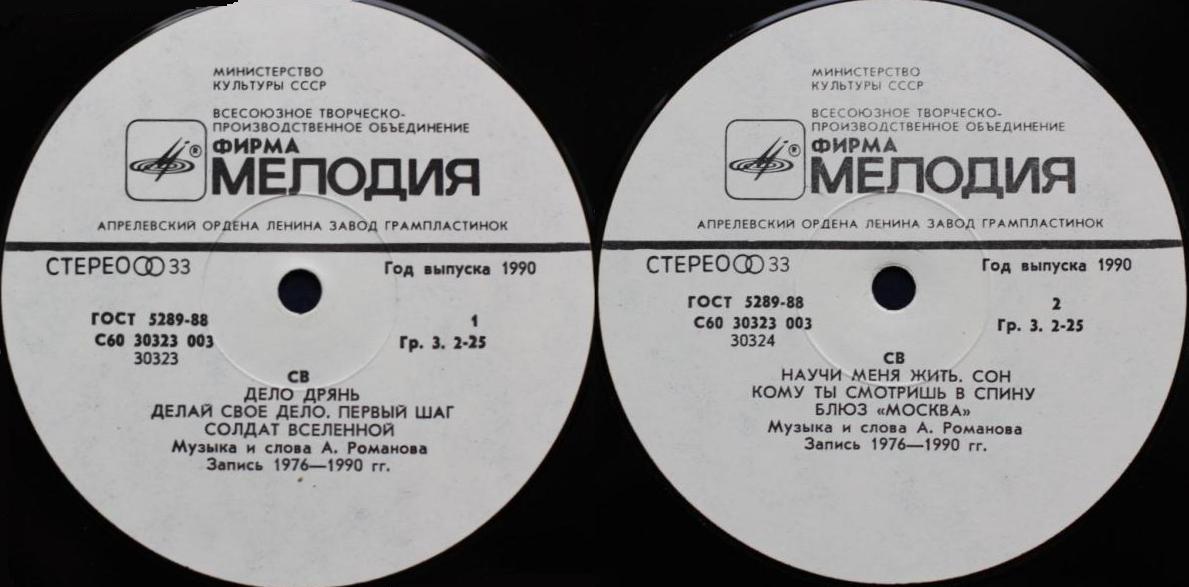 МИНИСТЕРСТВО
КУЛЬТУРЫ СССР
ВСЕСОЮЗНОЕ ТВОРЧЕСКО-
ПРОИЗВОДСТВЕННОЕ ОБЪЕДИНЕНИЕ
ФИРМА
®
МЕЛОДИЯ
АПРЕЛЕВСКИЙ ОРДЕНА ЛЕНИНА ЗАВОД ГРАМПЛАСТИНОК
СТЕРЕО 33 Год выпуска 1990
ГОСТ 5289-88 1
С60 30323 003 Гр. 3. 2-25
30323
СВ
ДЕЛО ДРЯНЬ
ДЕЛАЙ СВОЕ ДЕЛО. ПЕРВЫЙ ШАГ
СОЛДАТ ВСЕЛЕННОЙ
Музыка и слова А. Романова
Запись 1976—1990 гг.
МИНИСТЕРСТВО
КУЛЬТУРЫ СССР
ВСЕСОЮЗНОЕ ТВОРЧЕСКО-
ПРОИЗВОДСТВЕННОЕ ОБЪЕДИНЕНИЕ
ФИРМА
®
МЕЛОДИЯ
АПРЕЛЕВСКИЙ ОРДЕНА ЛЕНИНА ЗАВОД ГРАМПЛАСТИНОК
СТЕРЕО 33 Год выпуска 1990
ГОСТ 5289-88 2
С60 30323 003 Гр. 3. 2-25
30324
СВ
НАУЧИ МЕНЯ ЖИТЬ. СОН
КОМУ ТЫ СМОТРИШЬ В СПИНУ
БЛЮЗ «МОСКВА»
Музыка и слова А. Романова
Запись 1976—1990 гг.